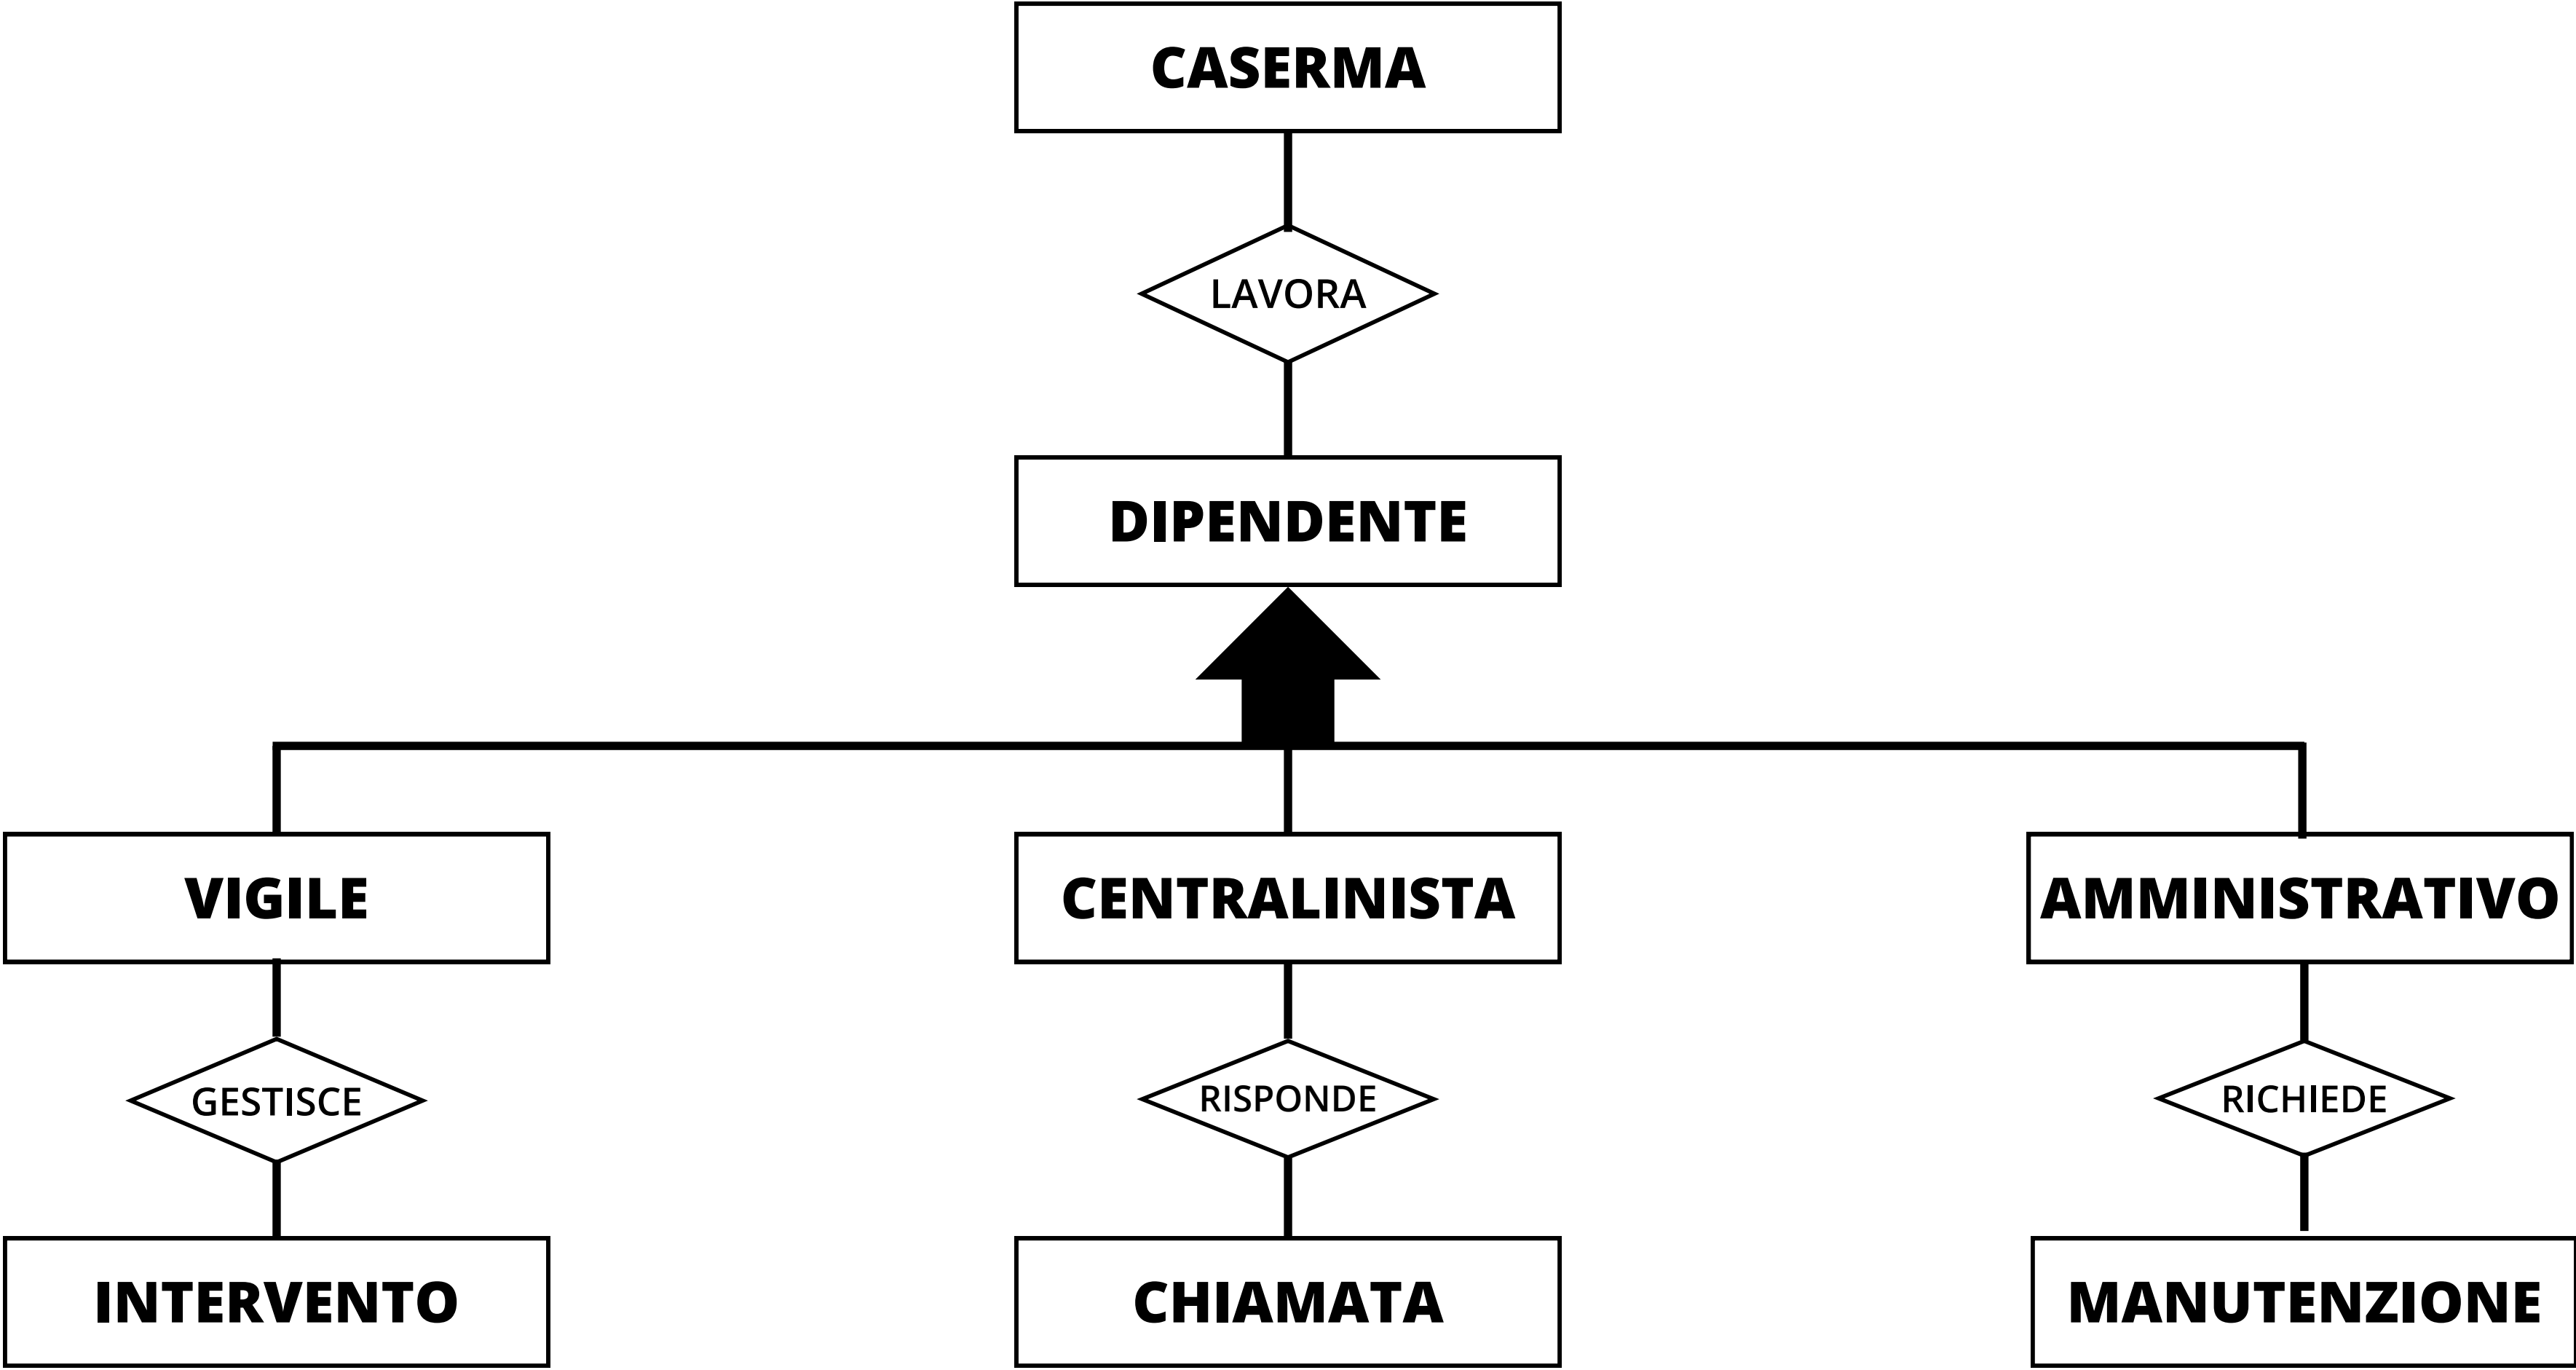 CASERMA
LAVORA
DIPENDENTE
VIGILE
CENTRALINISTA
AMMINISTRATIVO
GESTISCE
RISPONDE
RICHIEDE
INTERVENTO
CHIAMATA
MANUTENZIONE